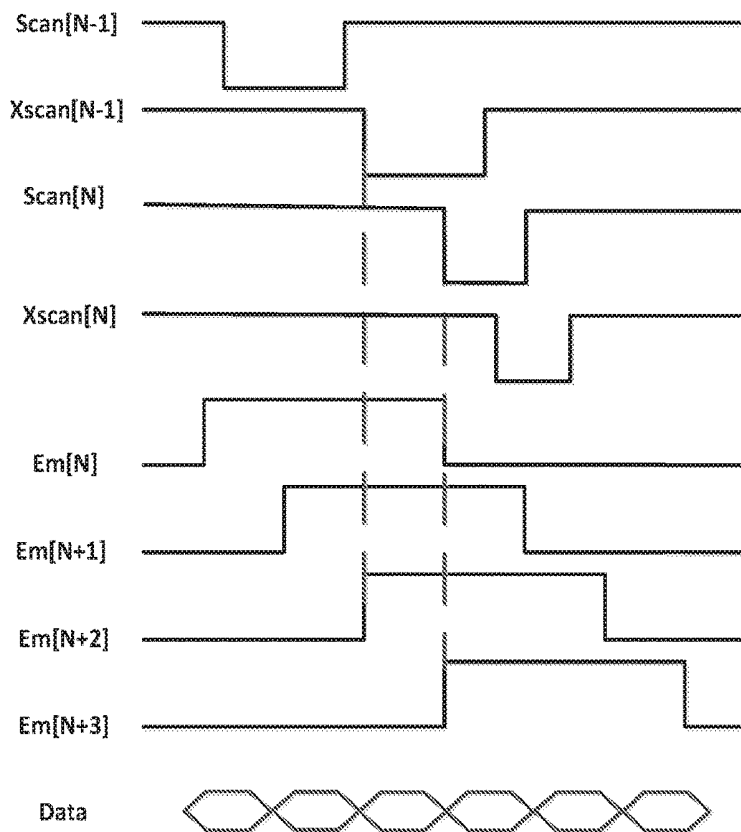 Scan[N-1]
Xscan[N-1]
Scan[N]
Xscan[N]
Em[N]
Em[N+1]
Em[N+2]
Em[N+3]
Data